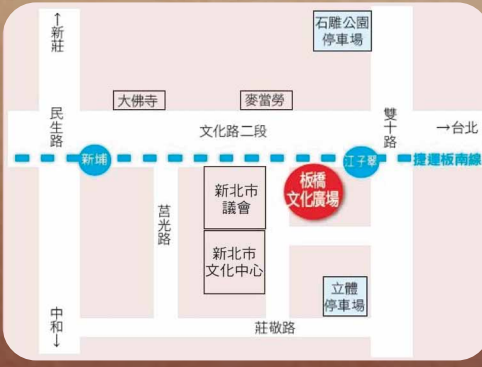 ↑新莊
石雕公園
停車場
民生路
大佛寺
麥當勞
雙十路
文化路二段
→台北
新埔
江子翠
捷運板南線
板橋
文化廣場
新北市
議會
莒光路
新北市
文化中心
立體
停車場
中和↓
莊敬路